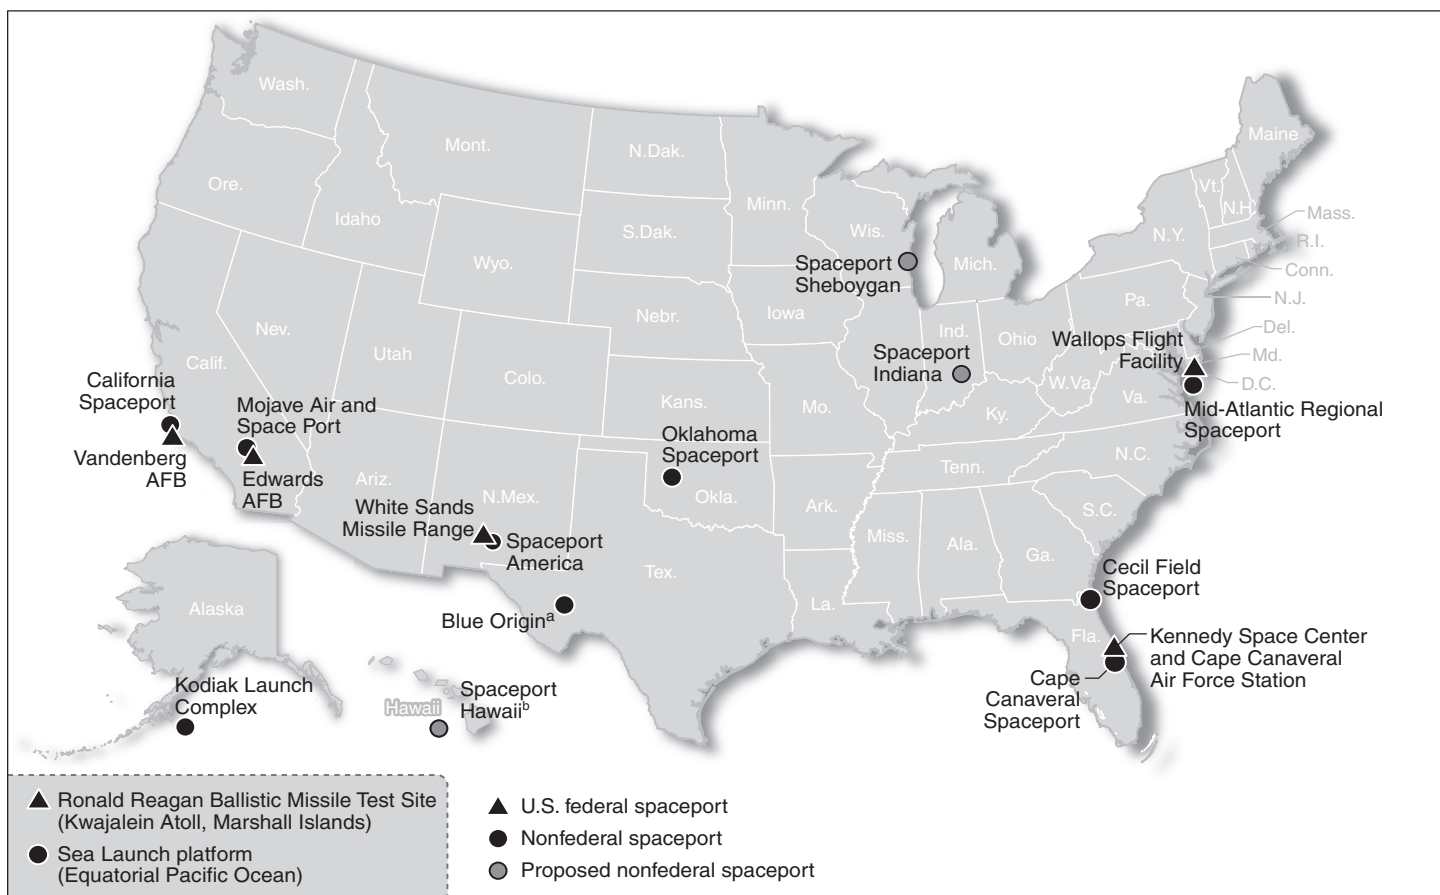 Wash.
Mont.
N.Dak.
Minn.
Maine
Ore.
Idaho
Vt.
N.H.
Mass.
S.Dak.
Wis.
N.Y.
R.I.
Wyo.
Spaceport
Sheboygan
Mich.
Conn.
N.J.
Pa.
Nebr.
Iowa
Nev.
Ind.
Ohio
Del.
Wallops Flight
Facility
Utah
Calif.
Spaceport
Indiana
Md.
D.C.
Colo.
W.Va.
Va.
California
Spaceport
Mojave Air and
Space Port
Kans.
Mo.
Ky.
Mid-Atlantic Regional
Spaceport
Oklahoma
Spaceport
Vandenberg
AFB
Edwards
AFB
Ariz.
N.Mex.
Okla.
Ark.
Tenn.
N.C.
White Sands
Missile Range
S.C.
Spaceport
America
Miss.
Ala.
Ga.
Tex.
Cecil Field
Spaceport
La.
Alaska
Blue Originᵃ
Fla.
Kennedy Space Center
and Cape Canaveral
Air Force Station
Cape
Canaveral
Spaceport
Kodiak Launch
Complex
Hawaii
Spaceport
Hawaiiᵇ
Ronald Reagan Ballistic Missile Test Site
(Kwajalein Atoll, Marshall Islands)
Sea Launch platform
(Equatorial Pacific Ocean)
U.S. federal spaceport
Nonfederal spaceport
Proposed nonfederal spaceport